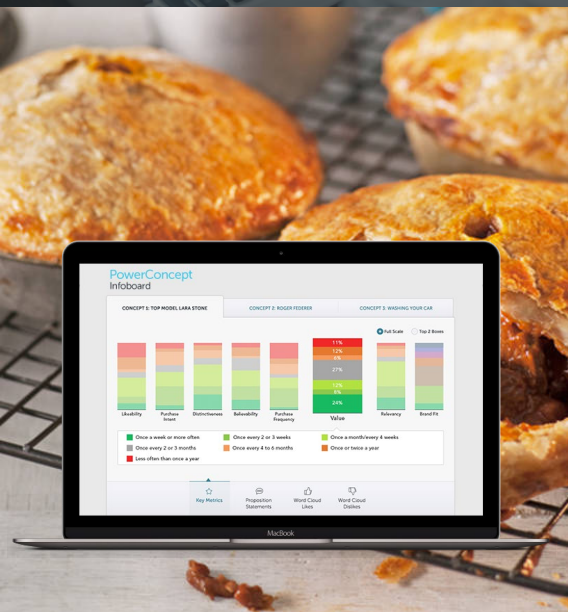 PowerConcept
Infoboard
CONCEPT 1: TOP MODEL LARA STONE
CONCEPT 2: ROGER FEDERER
CONCEPT 3: WASHING YOUR CAR
Full Scale
Top 2 Boxes
11%
12%
27%
12%
24%
Likeability
Purchase Intent
Distinctiveness
Believability
Purchase Frequency
Value
Relevancy
Brand Fit
Once a week or more often
Once every 2 or 3 weeks
Once a month/every 4 weeks
Once every 2 or 3 months
Once every 4 to 6 months
Once or twice a year
Less often than once a year
Key Metrics
Proposition Statements
Word Cloud Likes
Word Cloud Dislikes
MacBook